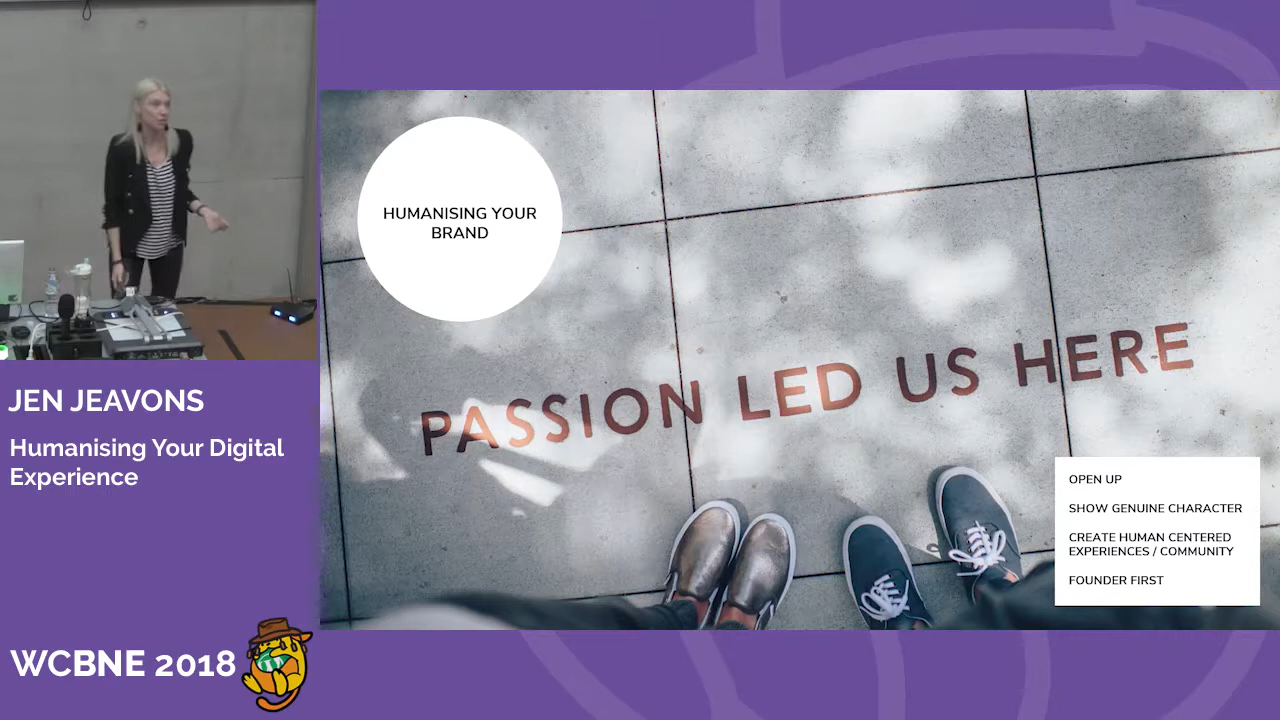 JEN JEAVONS
Humanising Your Digital
Experience
WCBNE 2018
HUMANISING YOUR
BRAND
PASSION LED US HERE
OPEN UP
SHOW GENUINE CHARACTER
CREATE HUMAN CENTERED
EXPERIENCES / COMMUNITY
FOUNDER FIRST